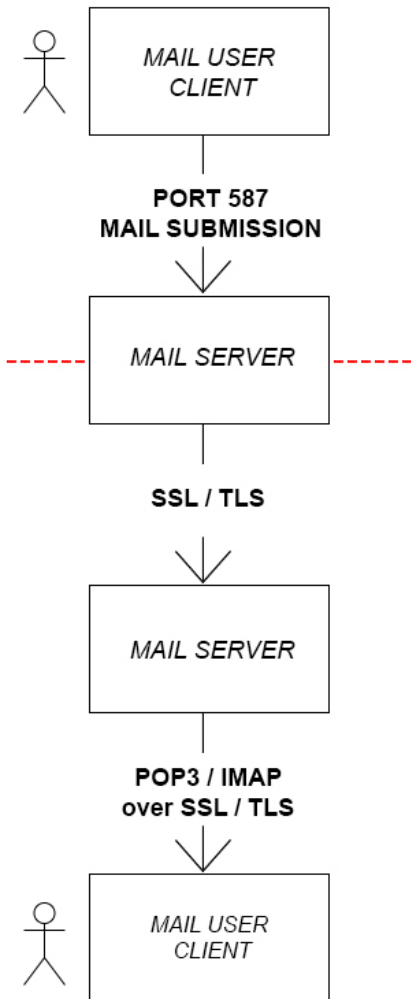 MAIL USER
CLIENT
PORT 587
MAIL SUBMISSION
MAIL SERVER
SSL / TLS
MAIL SERVER
POP3 / IMAP
over SSL / TLS
MAIL USER
CLIENT